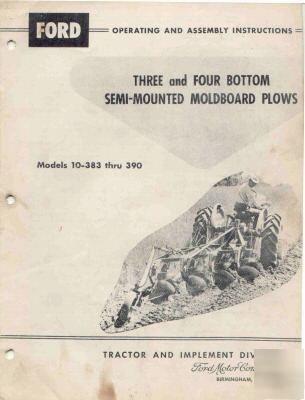 FORD
OPERATING AND ASSEMBLY INSTRUCTIONS
THREE and FOUR BOTTOM
SEMI-MOUNTED MOLDBOARD PLOWS
Models 10-383 thru 390
TRACTOR AND IMPLEMENT DIV
Ford Motor Com
BIRMINGHAM,